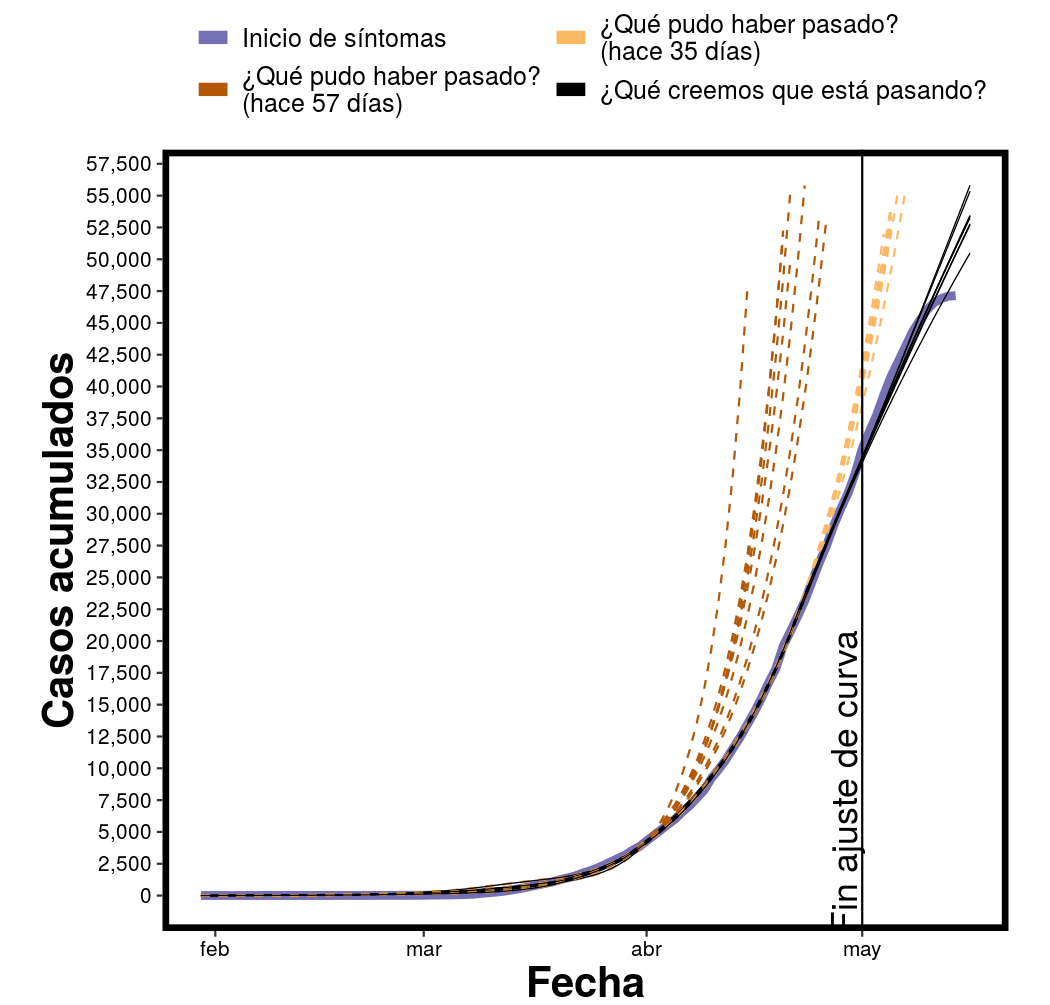 Inicio de síntomas
¿Qué pudo haber pasado?
(hace 57 días)
¿Qué pudo haber pasado?
(hace 35 días)
¿Qué creemos que está pasando?
Casos acumulados
57,500
55,000
52,500
50,000
47,500
45,000
42,500
40,000
37,500
35,000
32,500
30,000
27,500
25,000
22,500
20,000
17,500
15,000
12,500
10,000
7,500
5,000
2,500
0
Fin ajuste de curva
feb
mar
abr
may
Fecha